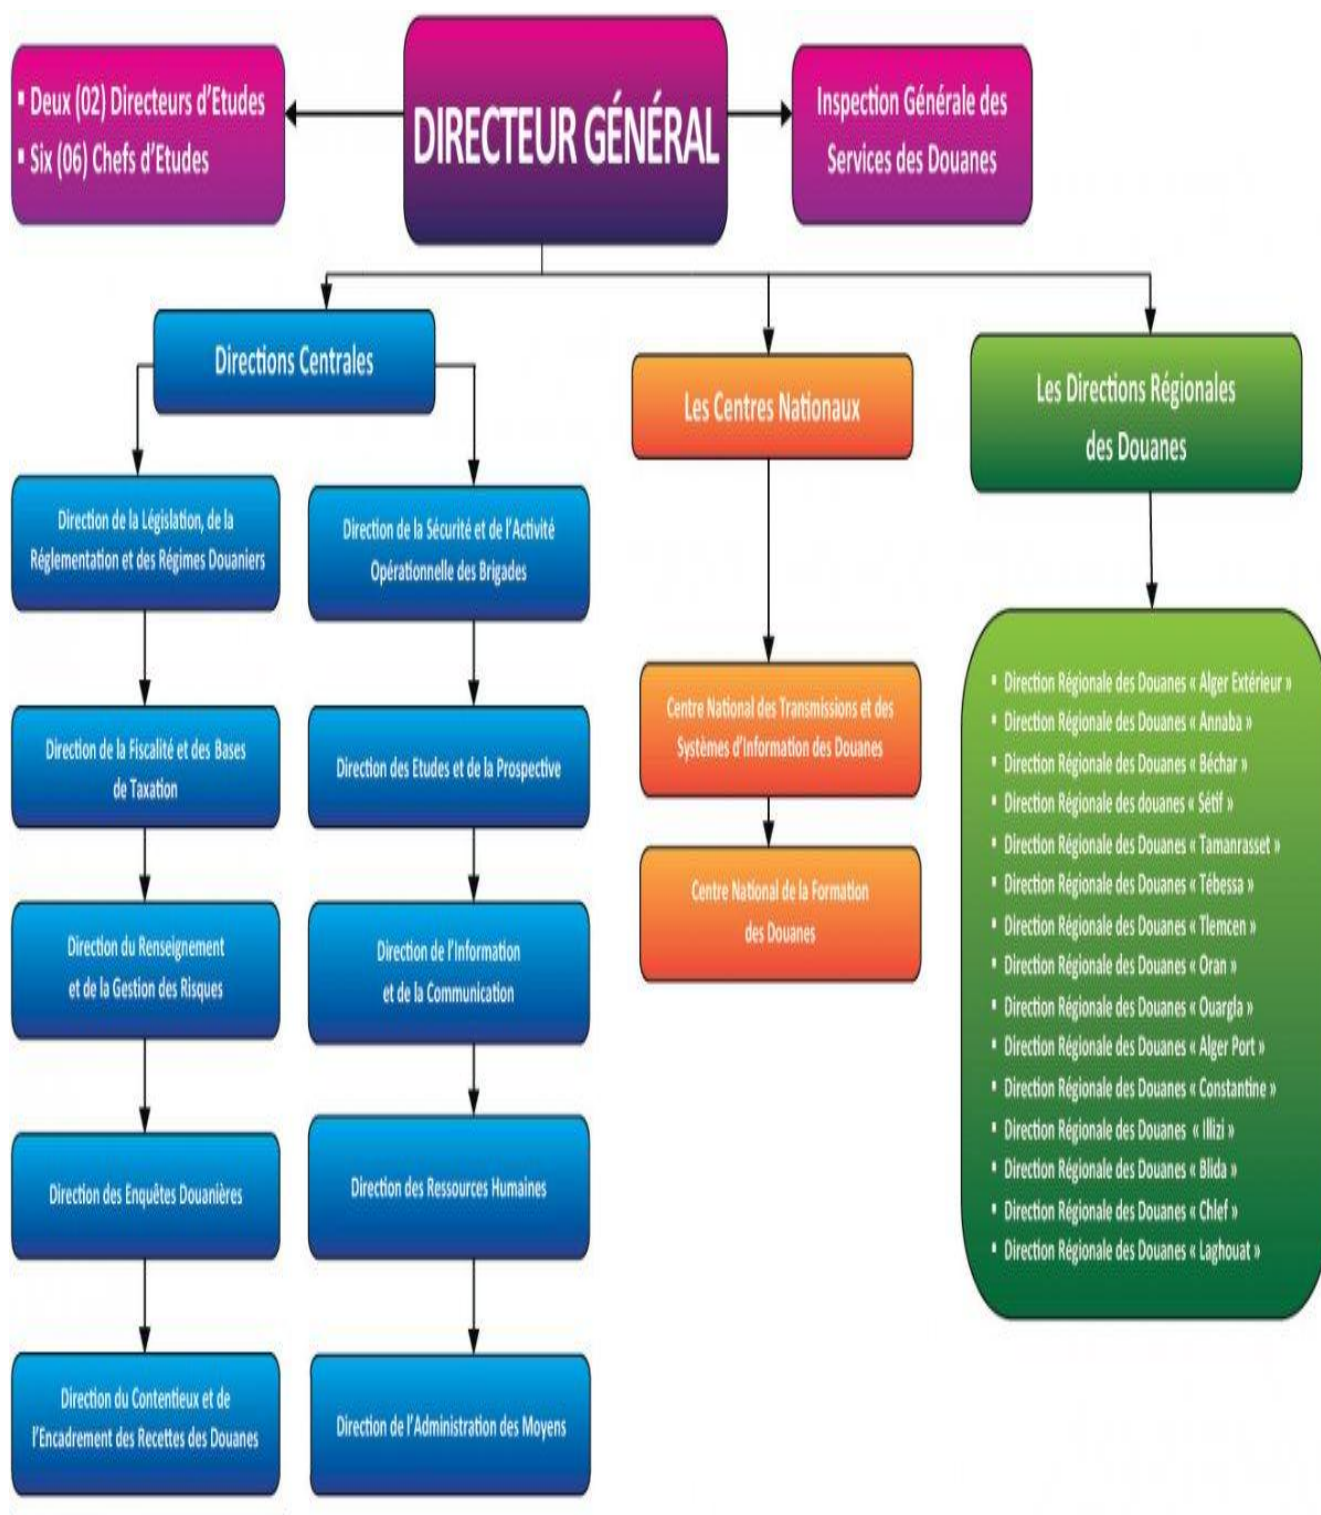 ▪ Deux (02) Directeurs d’Etudes
▪ Six (06) Chefs d’Etudes
DIRECTEUR GÉNÉRAL
Inspection Générale des
Services des Douanes
Directions Centrales
Direction de la Législation, de la
Réglementation et des Régimes Douaniers
Direction de la Fiscalité et des Bases
de Taxation
Direction du Renseignement
et de la Gestion des Risques
Direction des Enquêtes Douanières
Direction du Contentieux et de
l’Encadrement des Recettes des Douanes
Direction de la Sécurité et de l’Activité
Opérationnelle des Brigades
Direction des Etudes et de la Prospective
Direction de l’Information
et de la Communication
Direction des Ressources Humaines
Direction de l’Administration des Moyens
Les Centres Nationaux
Centre National des Transmissions et des
Systèmes d’Information des Douanes
Centre National de la Formation
des Douanes
Les Directions Régionales
des Douanes
▪ Direction Régionale des Douanes « Alger Extérieur »
▪ Direction Régionale des Douanes « Annaba »
▪ Direction Régionale des Douanes « Béchar »
▪ Direction Régionale des douanes « Sétif »
▪ Direction Régionale des Douanes « Tamanrasset »
▪ Direction Régionale des Douanes « Tébessa »
▪ Direction Régionale des Douanes « Tlemcen »
▪ Direction Régionale des Douanes « Oran »
▪ Direction Régionale des Douanes « Ouargla »
▪ Direction Régionale des Douanes « Alger Port »
▪ Direction Régionale des Douanes « Constantine »
▪ Direction Régionale des Douanes « Illizi »
▪ Direction Régionale des Douanes « Blida »
▪ Direction Régionale des Douanes « Chlef »
▪ Direction Régionale des Douanes « Laghouat »